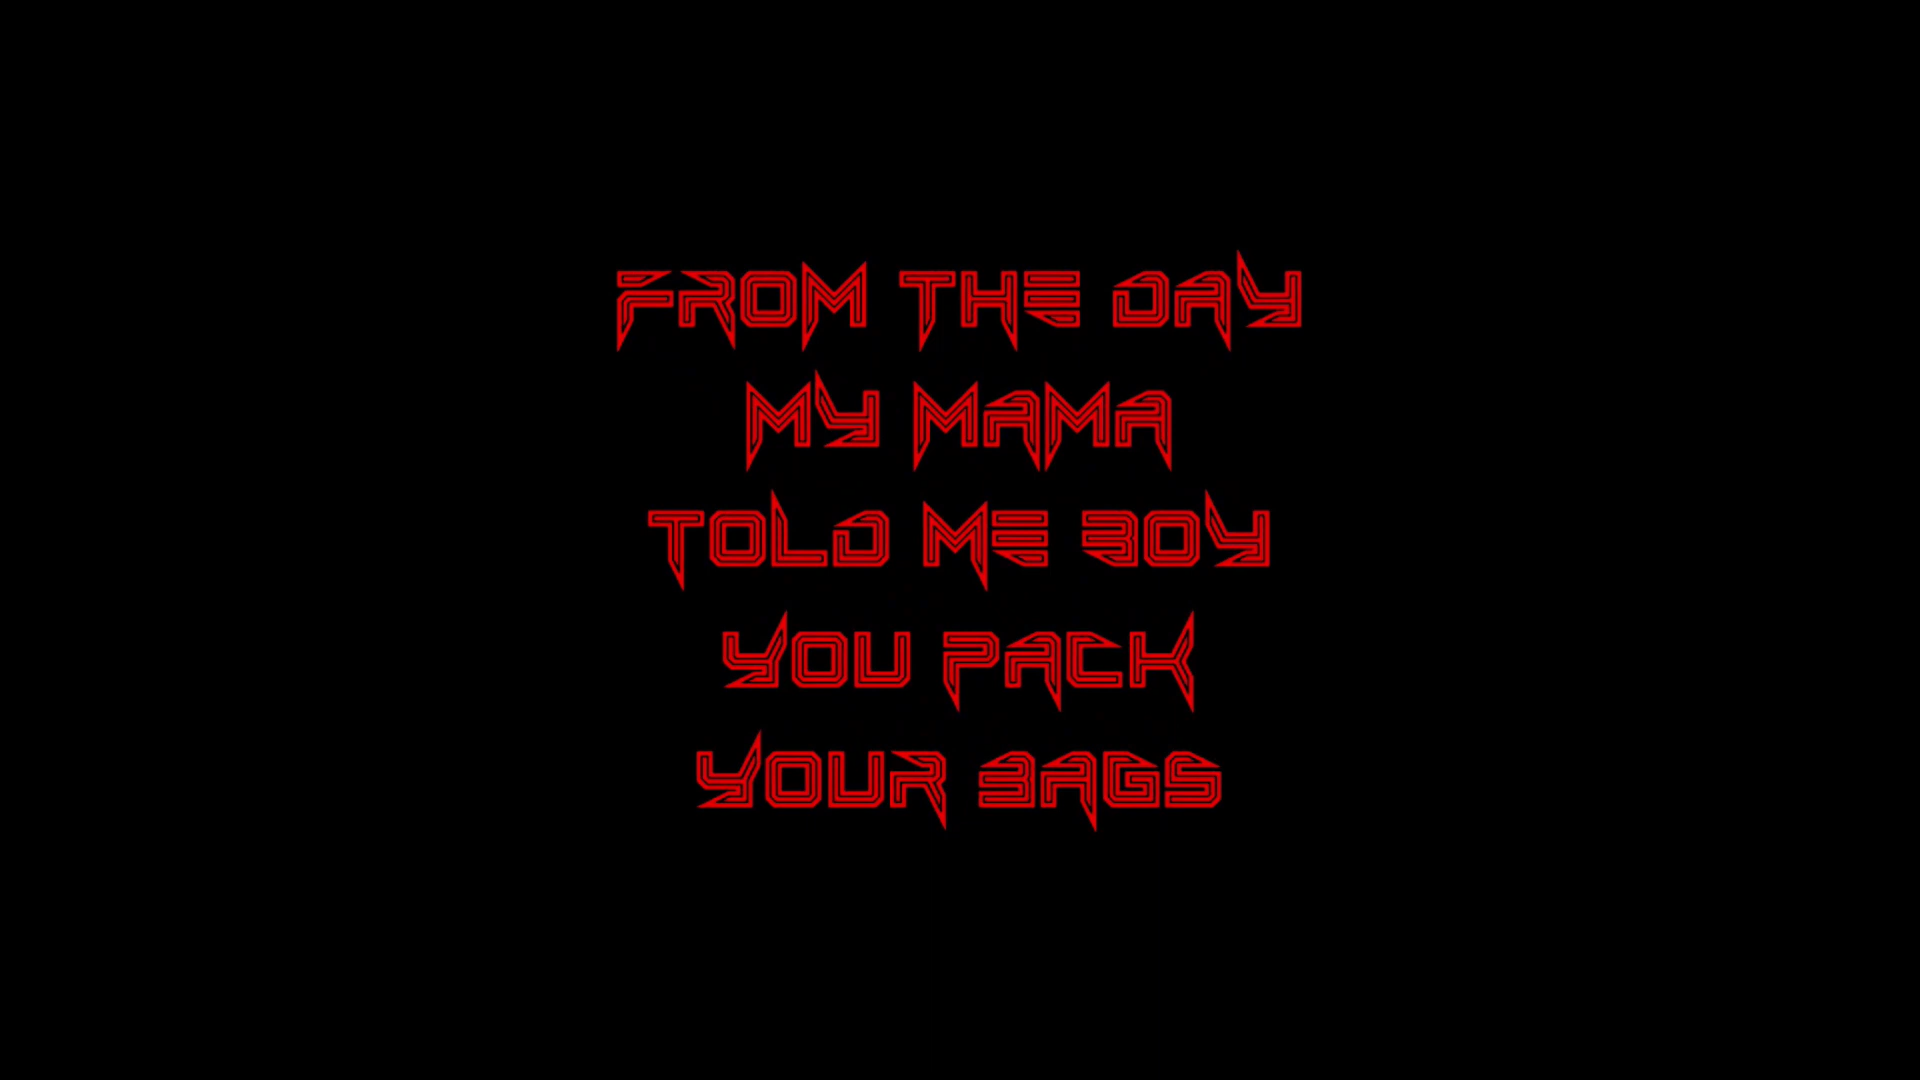 FROM THE DAY
MY MAMA
TOLD ME BOY
YOU PACK
YOUR BAGS